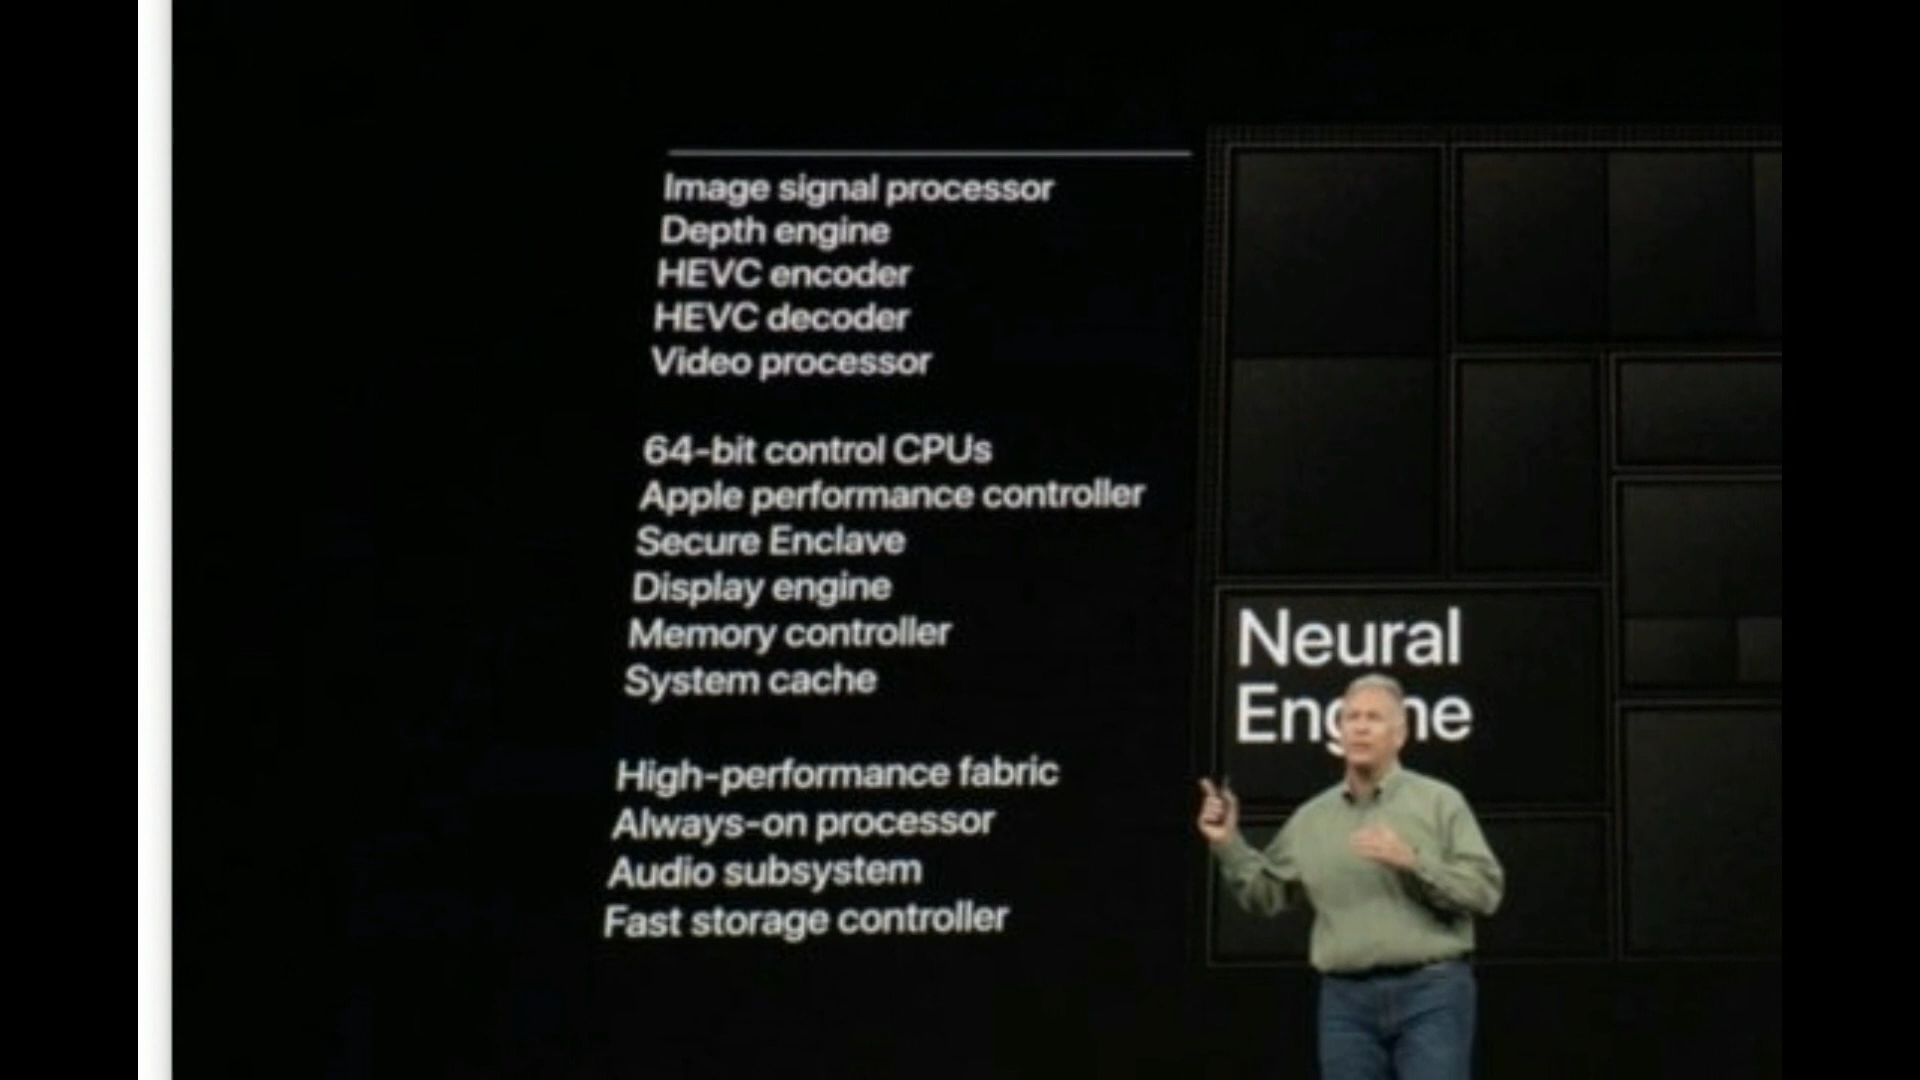 Image signal processor
Depth engine
HEVC encoder
HEVC decoder
Video processor
64-bit control CPUs
Apple performance controller
Secure Enclave
Display engine
Memory controller
System cache
High-performance fabric
Always-on processor
Audio subsystem
Fast storage controller
Neural
Engine